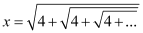 x = √(4 + √(4 + √(4 + ...